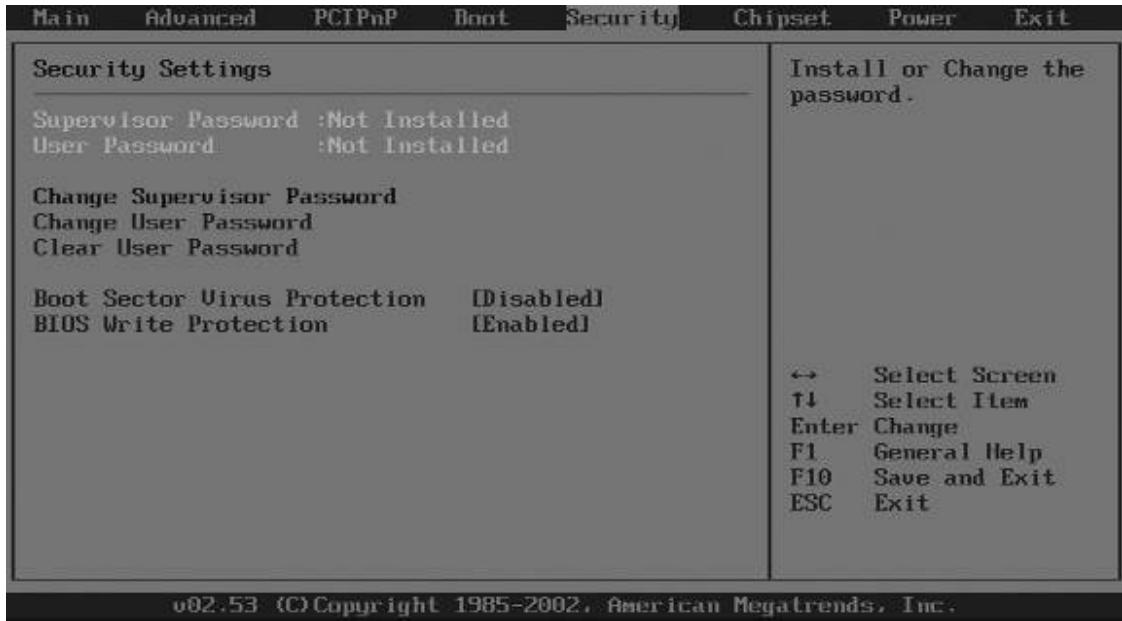 Main Advanced PCIPnP Boot Security Chipset Power Exit
Security Settings
Supervisor Password :Not Installed
User Password :Not Installed
Change Supervisor Password
Change User Password
Clear User Password
Boot Sector Virus Protection [Disabled]
BIOS Write Protection [Enabled]
Install or Change the
password.
↔ Select Screen
↑↓ Select Item
Enter Change
F1 General Help
F10 Save and Exit
ESC Exit
v02.53 (C)Copyright 1985-2002, American Megatrends, Inc.